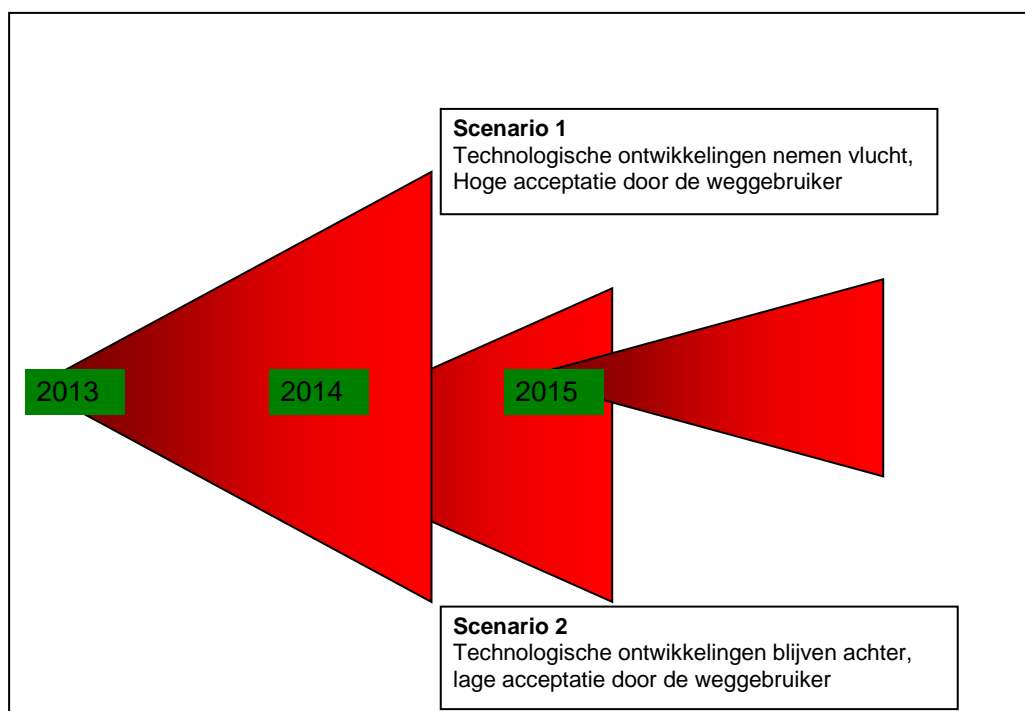 Scenario 1
Technologische ontwikkelingen nemen vlucht,
Hoge acceptatie door de weggebruiker
2013
2014
2015
Scenario 2
Technologische ontwikkelingen blijven achter,
lage acceptatie door de weggebruiker